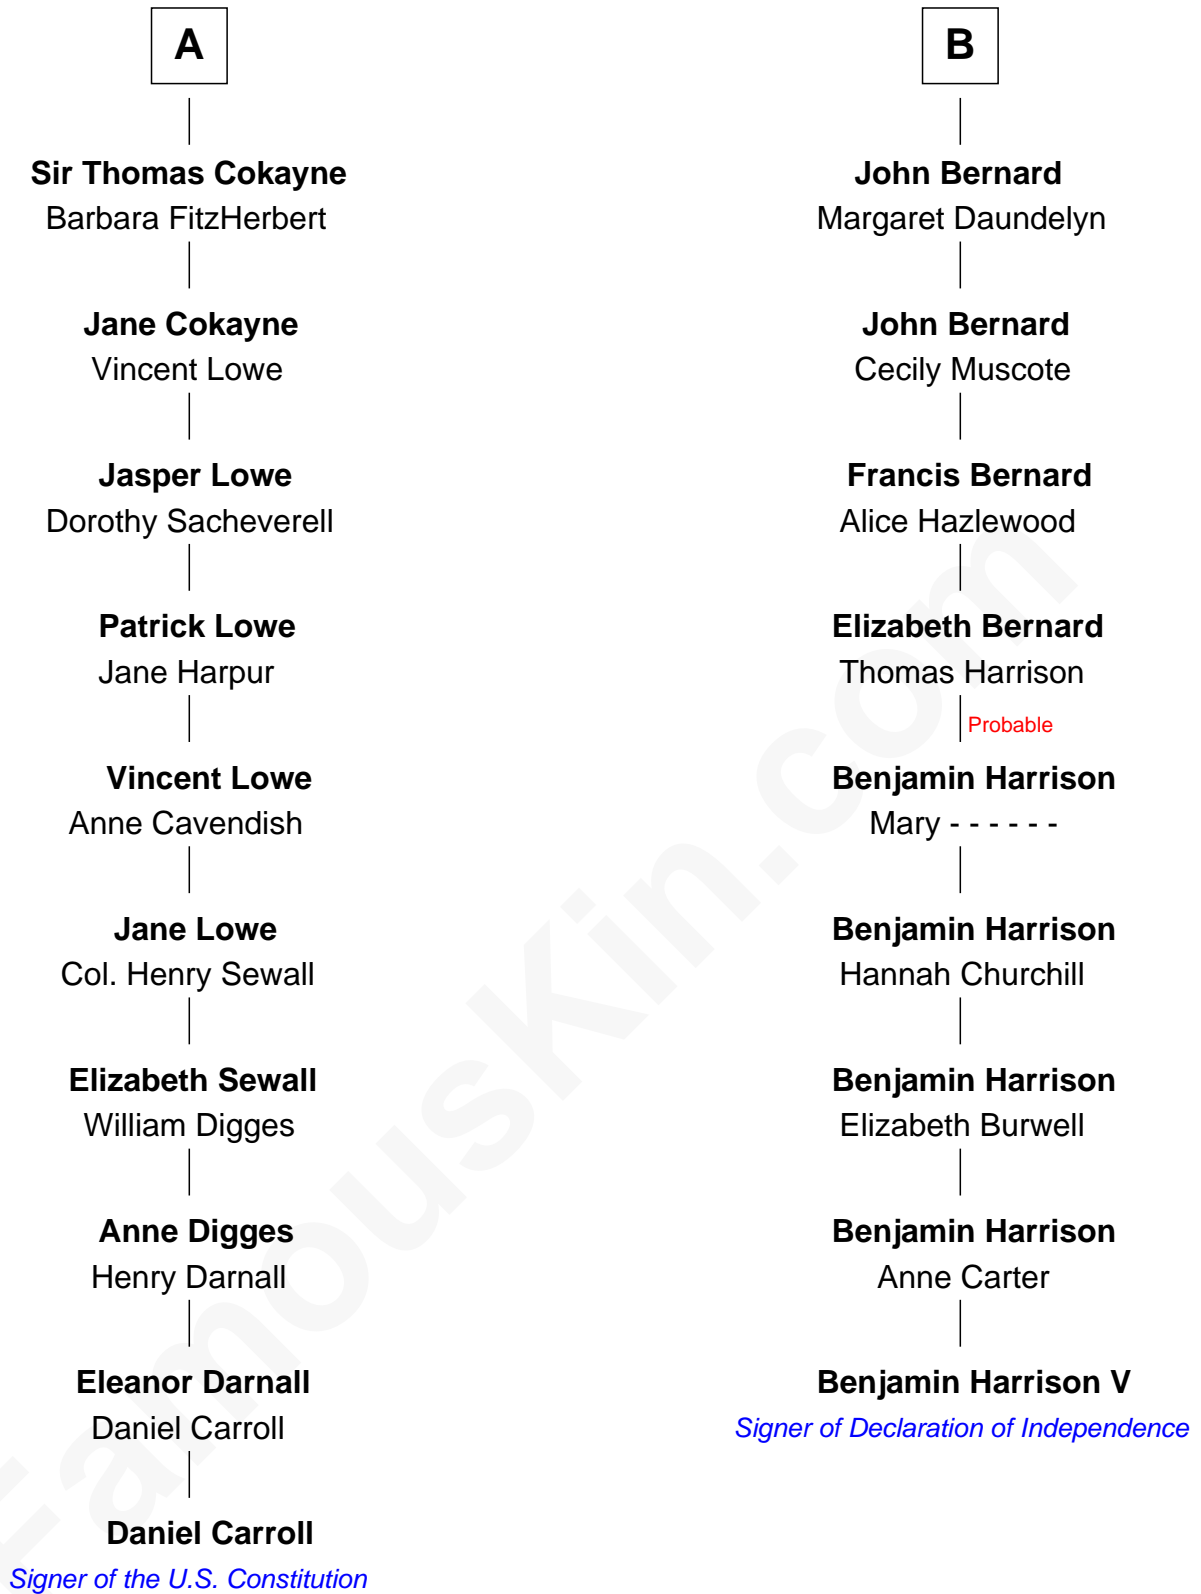 A
Sir Thomas Cokayne
Barbara FitzHerbert
Jane Cokayne
Vincent Lowe
Jasper Lowe
Dorothy Sacheverell
Patrick Lowe
Jane Harpur
Vincent Lowe
Anne Cavendish
Jane Lowe
Col. Henry Sewall
Elizabeth Sewall
William Digges
Anne Digges
Henry Darnall
Eleanor Darnall
Daniel Carroll
Daniel Carroll
Signer of the U.S. Constitution
B
John Bernard
Margaret Daundelyn
John Bernard
Cecily Muscote
Francis Bernard
Alice Hazlewood
Elizabeth Bernard
Thomas Harrison
Probable
Benjamin Harrison
Mary - - - - - -
Benjamin Harrison
Hannah Churchill
Benjamin Harrison
Elizabeth Burwell
Benjamin Harrison
Anne Carter
Benjamin Harrison V
Signer of Declaration of Independence
FamousKin.com